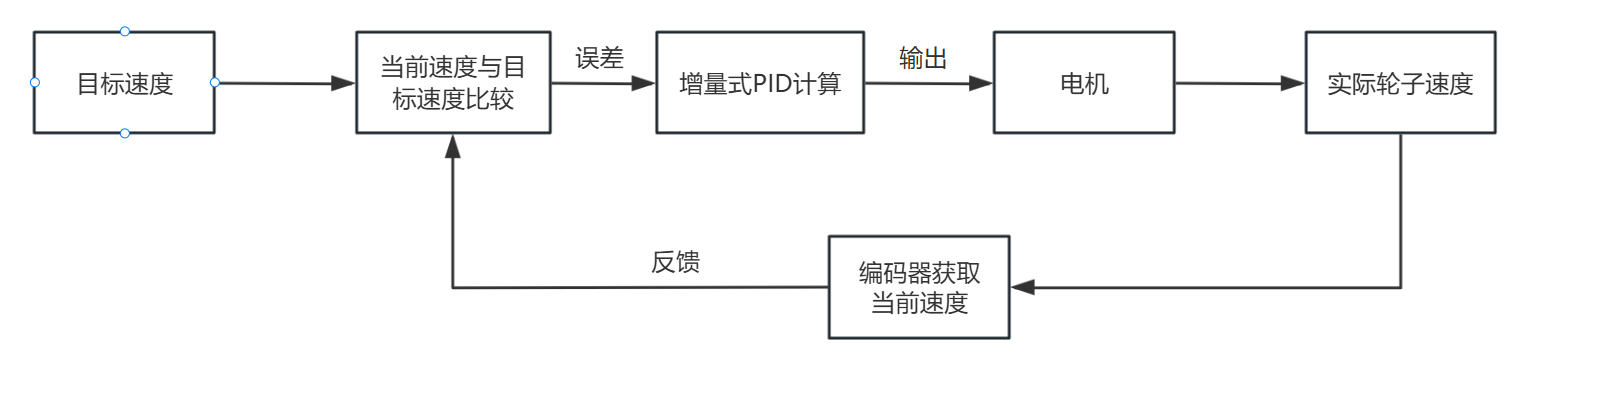 目标速度
当前速度与目
标速度比较
误差
增量式PID计算
输出
电机
实际轮子速度
反馈
编码器获取
当前速度